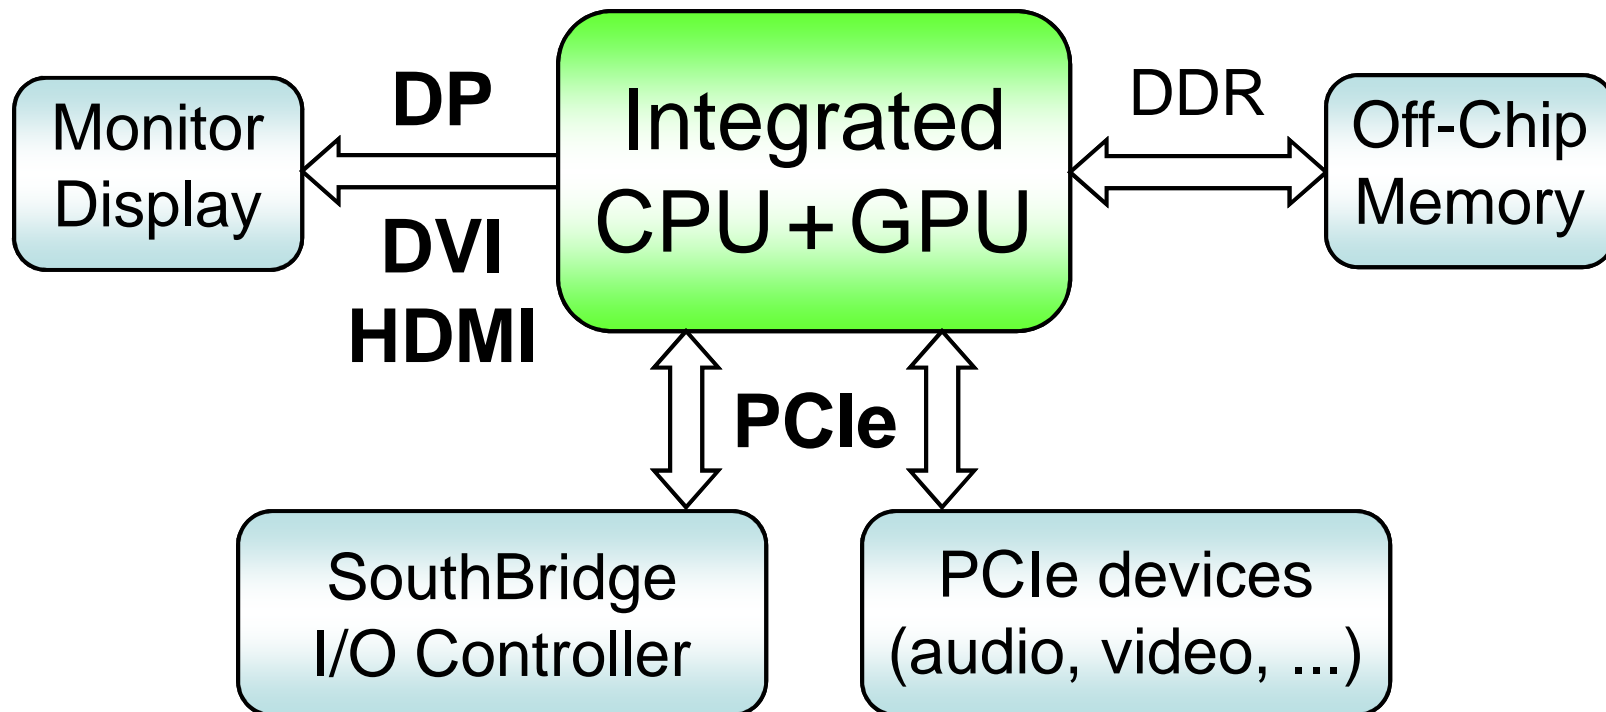 Monitor
Display
DP
DVI
HDMI
Integrated
CPU + GPU
DDR
Off-Chip
Memory
PCIe
SouthBridge
I/O Controller
PCIe devices
(audio, video, ...)